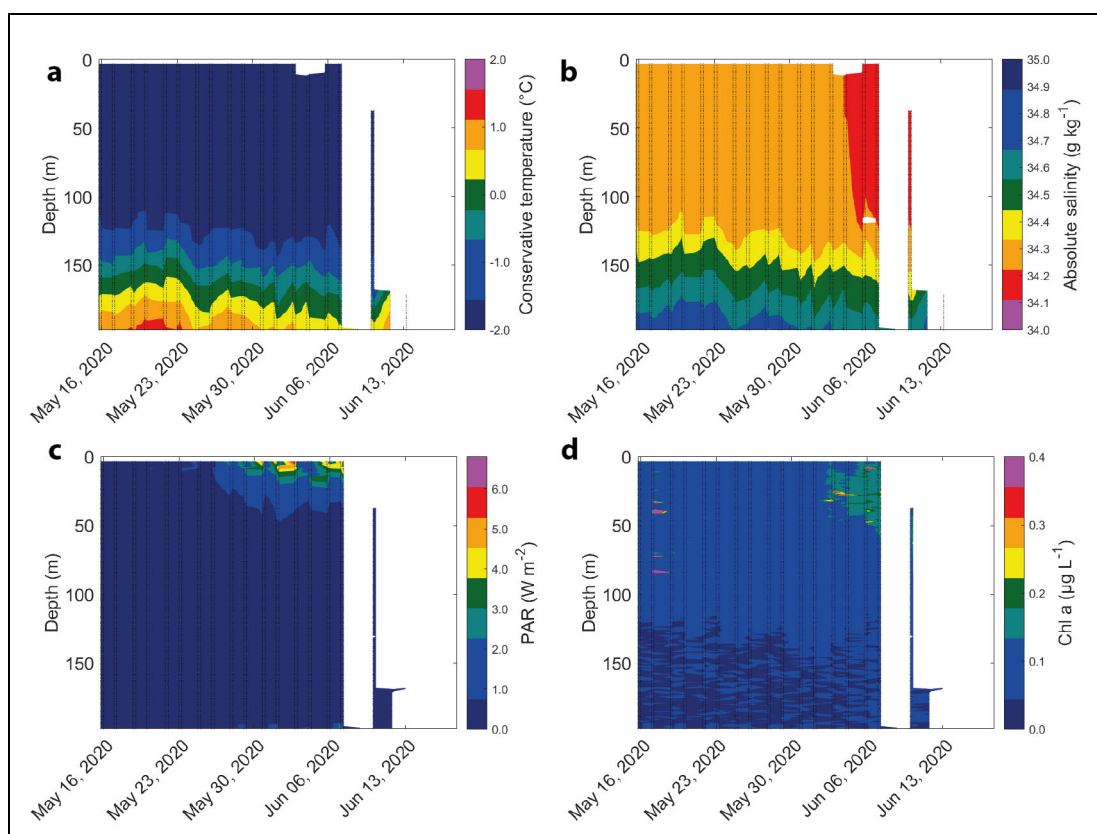 a
0
50
100
150
Depth (m)
May 16, 2020
May 23, 2020
May 30, 2020
Jun 06, 2020
Jun 13, 2020
2.0
1.0
0.0
-1.0
-2.0
Conservative temperature (°C)
b
0
50
100
150
Depth (m)
May 16, 2020
May 23, 2020
May 30, 2020
Jun 06, 2020
Jun 13, 2020
35.0
34.9
34.7
34.6
34.5
34.4
34.3
34.2
34.1
34.0
Absolute salinity (g kg⁻¹)
c
0
50
100
150
Depth (m)
May 16, 2020
May 23, 2020
May 30, 2020
Jun 06, 2020
Jun 13, 2020
6.0
5.0
4.0
3.0
2.0
1.0
0.0
PAR (W m⁻²)
d
0
50
100
150
Depth (m)
May 16, 2020
May 23, 2020
May 30, 2020
Jun 06, 2020
Jun 13, 2020
0.4
0.3
0.2
0.1
0.0
Chl a (µg L⁻¹)